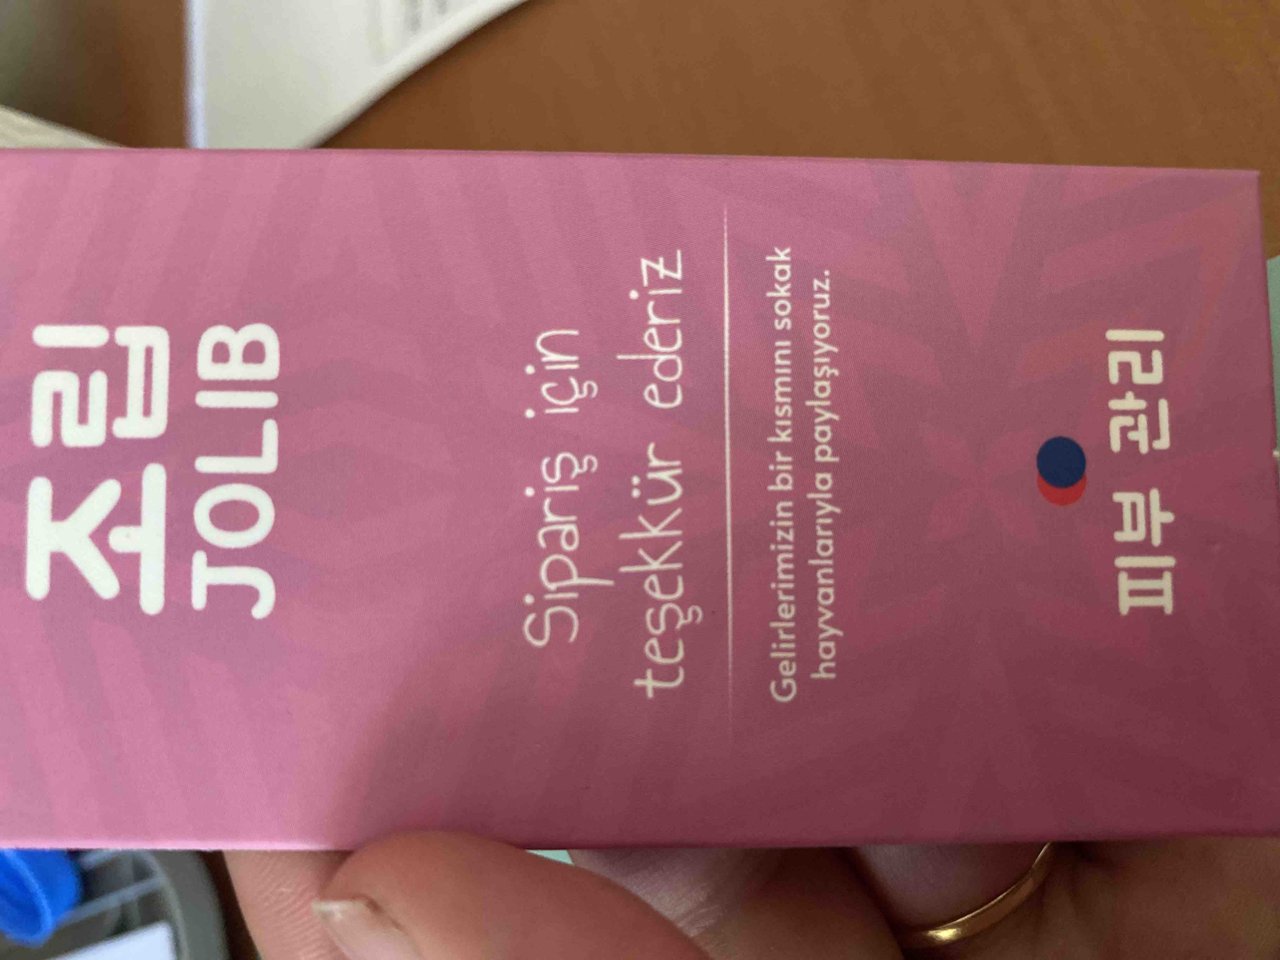 조립
JOLIB
Sipariş için
teşekkür ederiz
Gelirlerimizin bir kısmını sokak
hayvanlarıyla paylaşıyoruz.
피부 관리